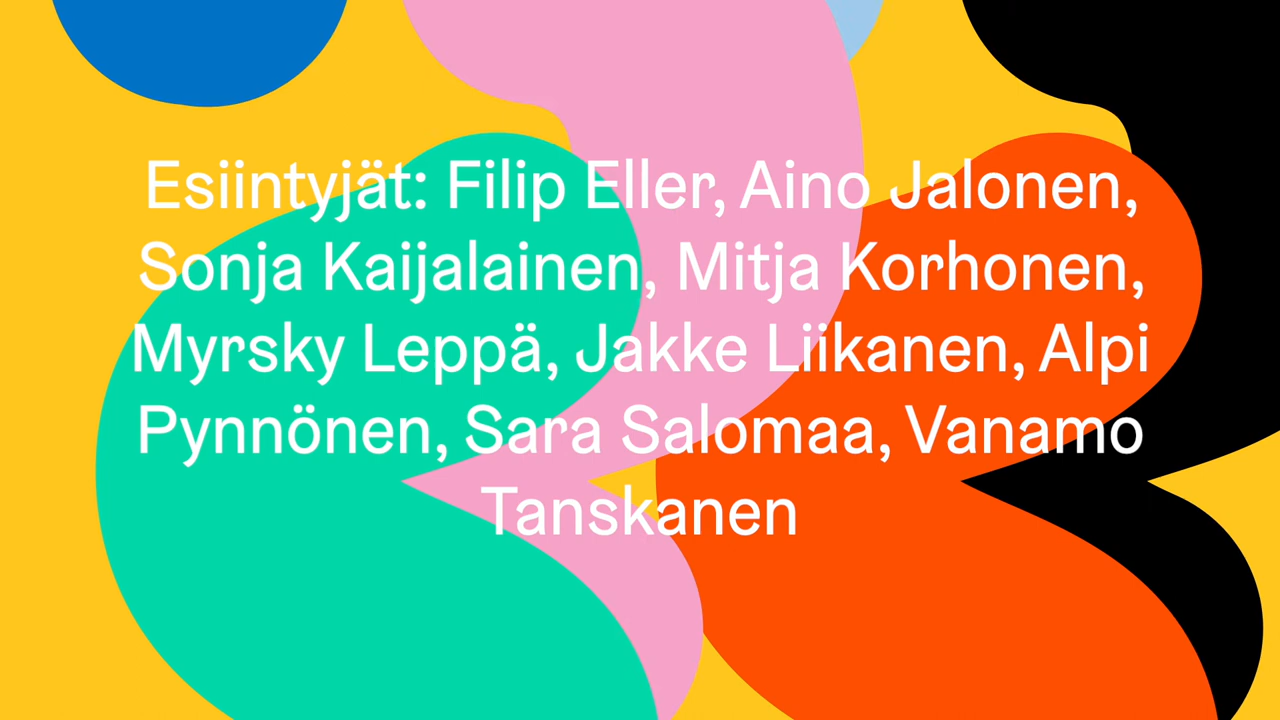 Esiintyjät: Filip Eller, Aino Jalonen,
Sonja Kaijalainen, Mitja Korhonen,
Myrsky Leppä, Jakke Liikanen, Alpi
Pynnönen, Sara Salomaa, Vanamo
Tanskanen